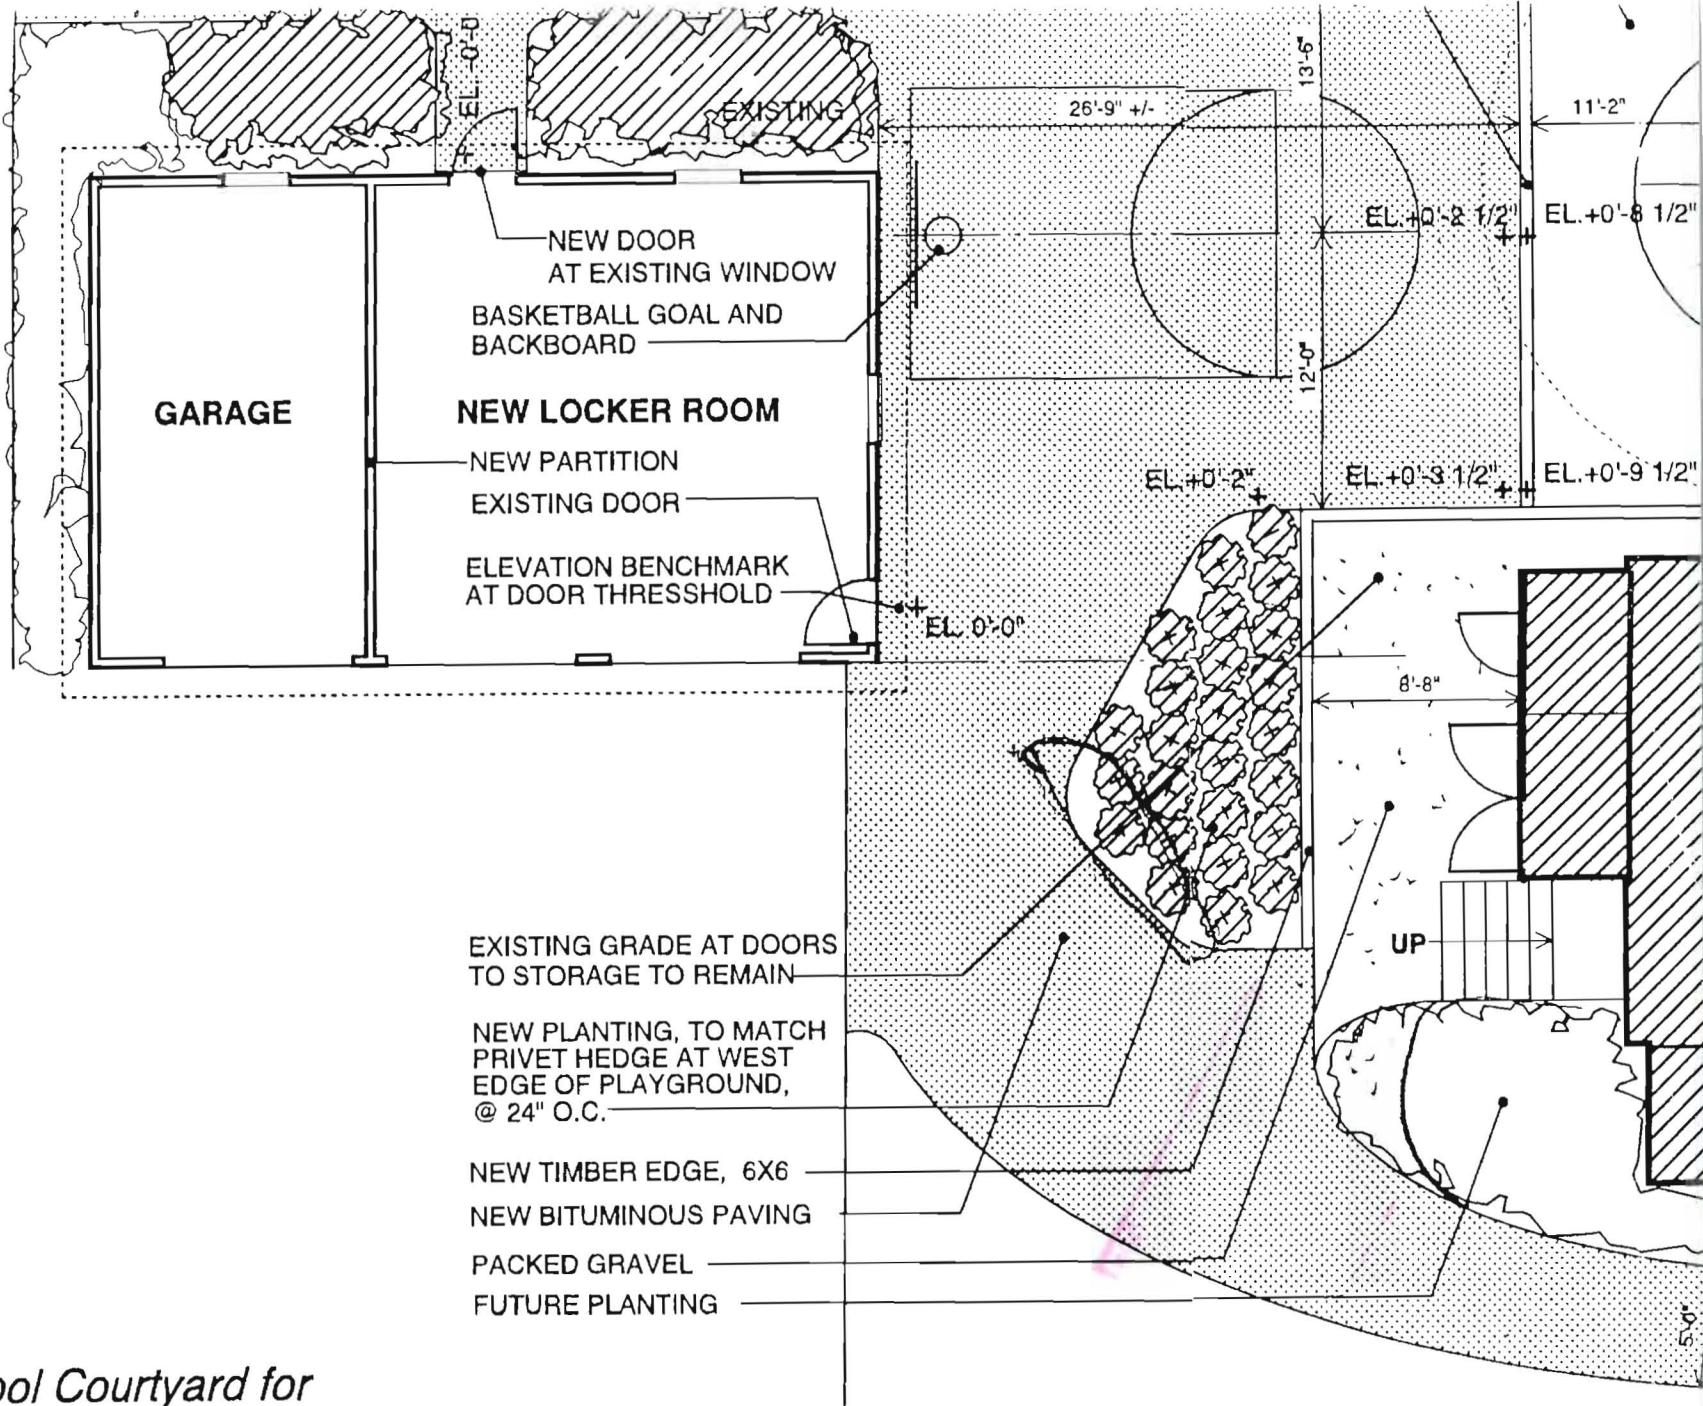 EL.-0'-0
EXISTING
13'-6"
26'-9" +/-
11'-2"
EL.+0'-2 1/2"
EL.+0'-8 1/2"
NEW DOOR
AT EXISTING WINDOW
BASKETBALL GOAL AND
BACKBOARD
12'-0"
GARAGE
NEW LOCKER ROOM
NEW PARTITION
EL.+0'-2"
EL.+0'-3 1/2"
EL.+0'-9 1/2"
EXISTING DOOR
ELEVATION BENCHMARK
AT DOOR THRESSHOLD
EL. 0'-0"
8'-8"
UP
EXISTING GRADE AT DOORS
TO STORAGE TO REMAIN
NEW PLANTING, TO MATCH
PRIVET HEDGE AT WEST
EDGE OF PLAYGROUND,
@ 24" O.C.
NEW TIMBER EDGE, 6X6
NEW BITUMINOUS PAVING
PACKED GRAVEL
FUTURE PLANTING
5'-0"
ool Courtyard for